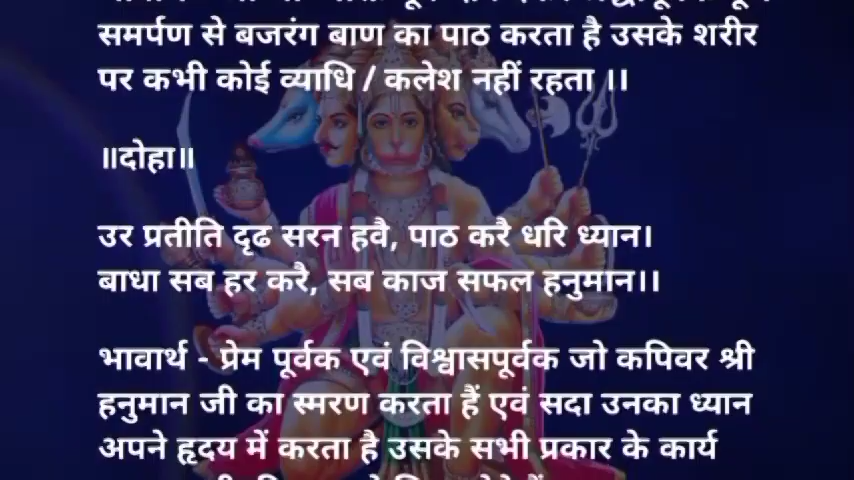 समर्पण से बजरंग बाण का पाठ करता है उसके शरीर
पर कभी कोई व्याधि / कलेश नहीं रहता ।।
॥दोहा॥
उर प्रतीति दृढ सरन हवै, पाठ करै धरि ध्यान।
बाधा सब हर करै, सब काज सफल हनुमान।।
भावार्थ - प्रेम पूर्वक एवं विश्वासपूर्वक जो कपिवर श्री
हनुमान जी का स्मरण करता हैं एवं सदा उनका ध्यान
अपने हृदय में करता है उसके सभी प्रकार के कार्य